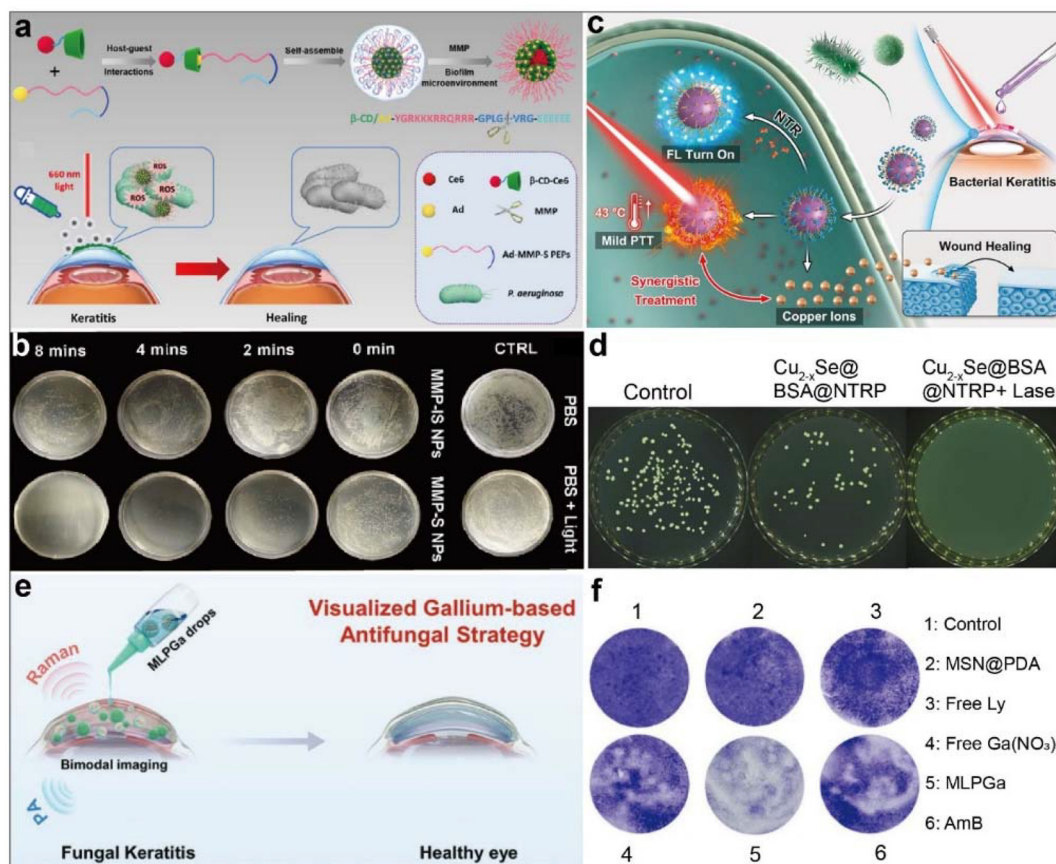 a
Host-guest
Interactions
Self-assemble
MMP
Biofilm
microenvironment
+
β-CD/
-YGRKKKRRQRRR-GPLG
VRG-EEEEEE
660 nm
light
ROS
ROS
ROS
Keratitis
Healing
Ce6
β-CD-Ce6
Ad
MMP
Ad-MMP-S PEPs
P. aeruginosa
c
NTR
FL Turn On
43 °C
Mild PTT
Synergistic
Treatment
Copper Ions
Bacterial Keratitis
Wound Healing
b
8 mins
4 mins
2 mins
0 min
CTRL
MMP-IS NPs
PBS
MMP-S NPs
PBS + Light
d
Control
Cu2-xSe@
BSA@NTRP
Cu2-xSe@BSA
@NTRP+ Lase
e
MLPGa drops
Raman
Bimodal imaging
PA
Visualized Gallium-based
Antifungal Strategy
Fungal Keratitis
Healthy eye
f
1
2
3
4
5
6
1: Control
2: MSN@PDA
3: Free Ly
4: Free Ga(NO₃)
5: MLPGa
6: AmB